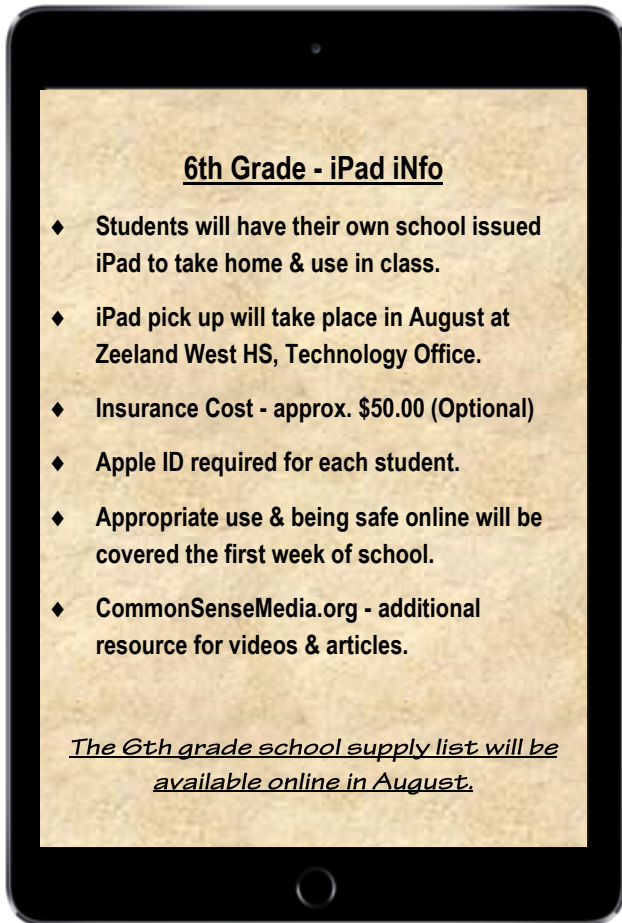 6th Grade - iPad iNfo
♦ Students will have their own school issued
iPad to take home & use in class.
♦ iPad pick up will take place in August at
Zeeland West HS, Technology Office.
♦ Insurance Cost - approx. $50.00 (Optional)
♦ Apple ID required for each student.
♦ Appropriate use & being safe online will be
covered the first week of school.
♦ CommonSenseMedia.org - additional
resource for videos & articles.
The 6th grade school supply list will be
available online in August.